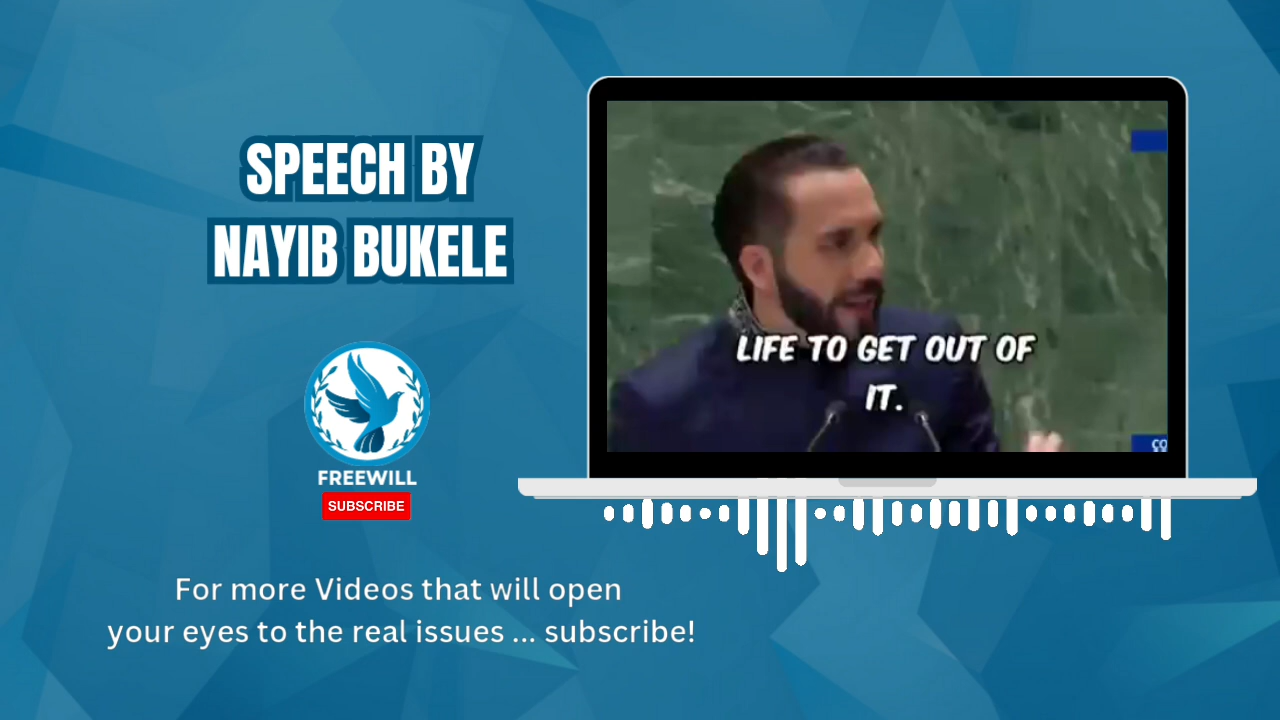 SPEECH BY
NAYIB BUKELE
FREEWILL
SUBSCRIBE
For more Videos that will open
your eyes to the real issues ... subscribe!
LIFE TO GET OUT OF
IT.
CO